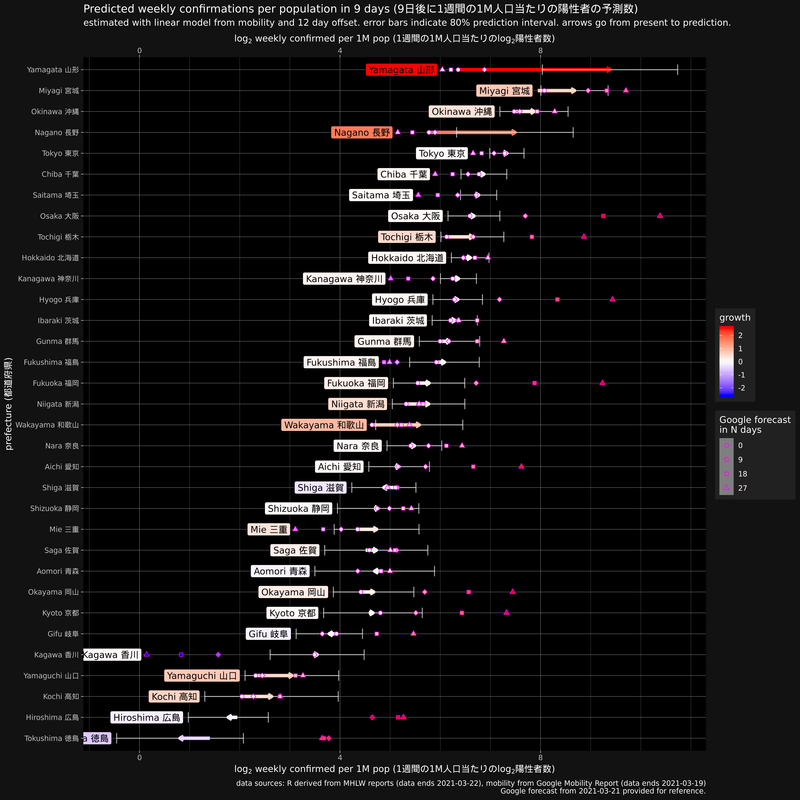 Predicted weekly confirmations per population in 9 days (9日後に1週間の1M人口当たりの陽性者の予測数)
estimated with linear model from mobility and 12 day offset. error bars indicate 80% prediction interval. arrows go from present to prediction.
log₂ weekly confirmed per 1M pop (1週間の1M人口当たりのlog₂陽性者数)
0 4 8
Yamagata 山形 Yamagata 山形
Miyagi 宮城 Miyagi 宮城
Okinawa 沖縄 Okinawa 沖縄
Nagano 長野 Nagano 長野
Tokyo 東京 Tokyo 東京
Chiba 千葉 Chiba 千葉
Saitama 埼玉 Saitama 埼玉
Osaka 大阪 Osaka 大阪
Tochigi 栃木 Tochigi 栃木
Hokkaido 北海道 Hokkaido 北海道
Kanagawa 神奈川 Kanagawa 神奈川
Hyogo 兵庫 Hyogo 兵庫
Ibaraki 茨城 Ibaraki 茨城
Gunma 群馬 Gunma 群馬
Fukushima 福島 Fukushima 福島
Fukuoka 福岡 Fukuoka 福岡
Niigata 新潟 Niigata 新潟
Wakayama 和歌山 Wakayama 和歌山
Nara 奈良 Nara 奈良
Aichi 愛知 Aichi 愛知
Shiga 滋賀 Shiga 滋賀
Shizuoka 静岡 Shizuoka 静岡
Mie 三重 Mie 三重
Saga 佐賀 Saga 佐賀
Aomori 青森 Aomori 青森
Okayama 岡山 Okayama 岡山
Kyoto 京都 Kyoto 京都
Gifu 岐阜 Gifu 岐阜
Kagawa 香川 Kagawa 香川
Yamaguchi 山口 Yamaguchi 山口
Kochi 高知 Kochi 高知
Hiroshima 広島 Hiroshima 広島
Tokushima 徳島 a 徳島
0 4 8
log₂ weekly confirmed per 1M pop (1週間の1M人口当たりのlog₂陽性者数)
prefecture (都道府県)
growth
2
1
0
-1
-2
Google forecast
in N days
0
9
18
27
data sources: R derived from MHLW reports (data ends 2021-03-22), mobility from Google Mobility Report (data ends 2021-03-19)
Google forecast from 2021-03-21 provided for reference.